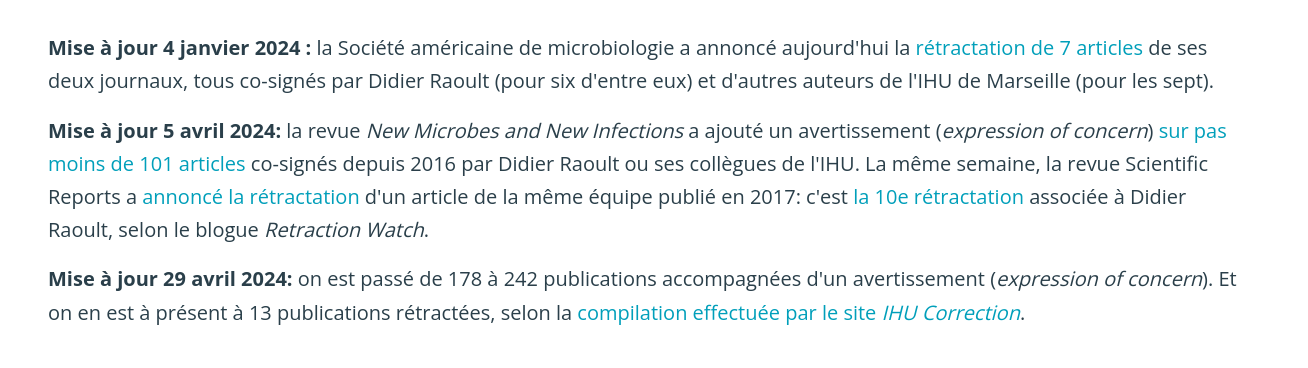 Mise à jour 4 janvier 2024 : la Société américaine de microbiologie a annoncé aujourd'hui la rétractation de 7 articles de ses
deux journaux, tous co-signés par Didier Raoult (pour six d'entre eux) et d'autres auteurs de l'IHU de Marseille (pour les sept).
Mise à jour 5 avril 2024: la revue New Microbes and New Infections a ajouté un avertissement (expression of concern) sur pas
moins de 101 articles co-signés depuis 2016 par Didier Raoult ou ses collègues de l'IHU. La même semaine, la revue Scientific
Reports a annoncé la rétractation d'un article de la même équipe publié en 2017: c'est la 10e rétractation associée à Didier
Raoult, selon le blogue Retraction Watch.
Mise à jour 29 avril 2024: on est passé de 178 à 242 publications accompagnées d'un avertissement (expression of concern). Et
on en est à présent à 13 publications rétractées, selon la compilation effectuée par le site IHU Correction.